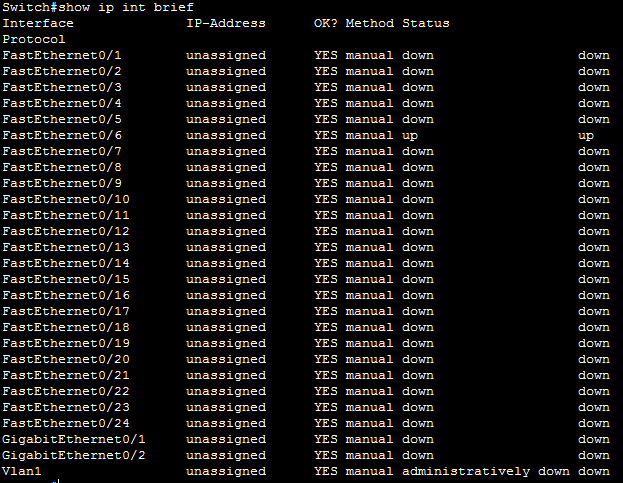 Switch#show ip int brief
Interface              IP-Address      OK? Method Status
Protocol
FastEthernet0/1        unassigned      YES manual down                  down
FastEthernet0/2        unassigned      YES manual down                  down
FastEthernet0/3        unassigned      YES manual down                  down
FastEthernet0/4        unassigned      YES manual down                  down
FastEthernet0/5        unassigned      YES manual down                  down
FastEthernet0/6        unassigned      YES manual up                    up
FastEthernet0/7        unassigned      YES manual down                  down
FastEthernet0/8        unassigned      YES manual down                  down
FastEthernet0/9        unassigned      YES manual down                  down
FastEthernet0/10       unassigned      YES manual down                  down
FastEthernet0/11       unassigned      YES manual down                  down
FastEthernet0/12       unassigned      YES manual down                  down
FastEthernet0/13       unassigned      YES manual down                  down
FastEthernet0/14       unassigned      YES manual down                  down
FastEthernet0/15       unassigned      YES manual down                  down
FastEthernet0/16       unassigned      YES manual down                  down
FastEthernet0/17       unassigned      YES manual down                  down
FastEthernet0/18       unassigned      YES manual down                  down
FastEthernet0/19       unassigned      YES manual down                  down
FastEthernet0/20       unassigned      YES manual down                  down
FastEthernet0/21       unassigned      YES manual down                  down
FastEthernet0/22       unassigned      YES manual down                  down
FastEthernet0/23       unassigned      YES manual down                  down
FastEthernet0/24       unassigned      YES manual down                  down
GigabitEthernet0/1     unassigned      YES manual down                  down
GigabitEthernet0/2     unassigned      YES manual down                  down
Vlan1                  unassigned      YES manual administratively down down